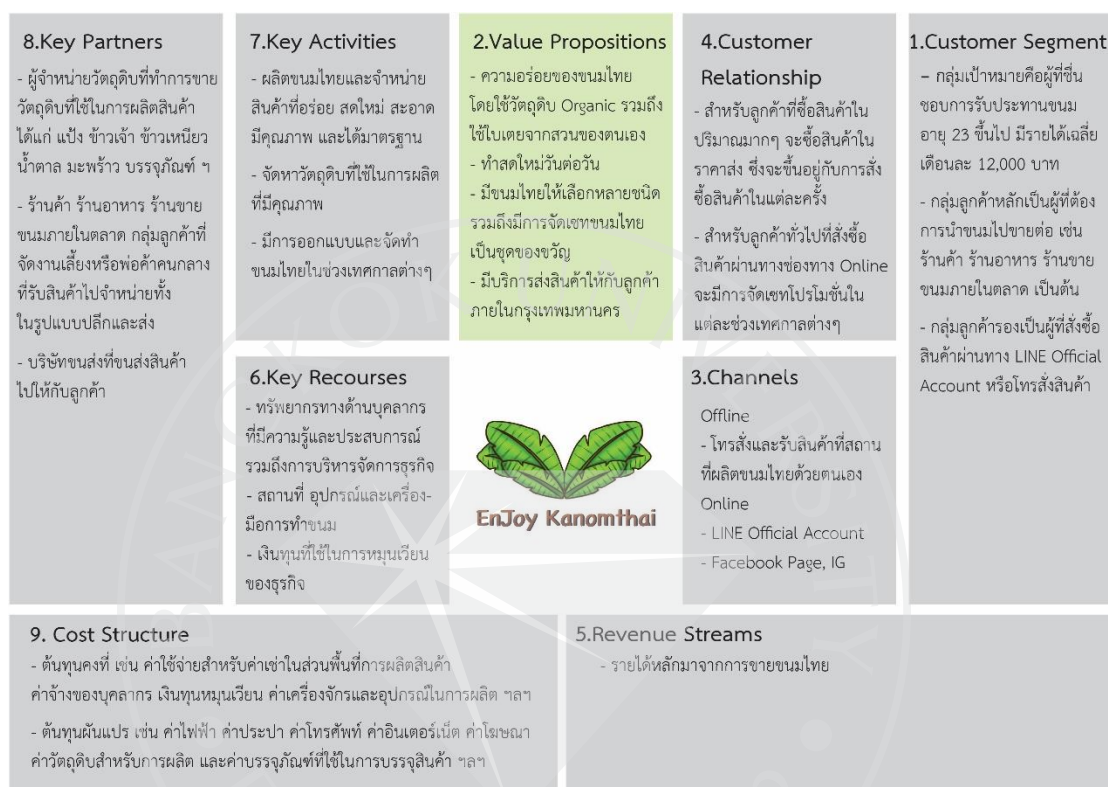 8.Key Partners
- ผู้จำหน่ายวัตถุดิบที่ทำการขาย
วัตถุดิบที่ใช้ในการผลิตสินค้า
ได้แก่ แป้ง ข้าวเจ้า ข้าวเหนียว
น้ำตาล มะพร้าว บรรจุภัณฑ์ ฯ
- ร้านค้า ร้านอาหาร ร้านขาย
ขนมภายในตลาด กลุ่มลูกค้าที่
จัดงานเลี้ยงหรือพ่อค้าคนกลาง
ที่รับสินค้าไปจำหน่ายทั้ง
ในรูปแบบปลีกและส่ง
- บริษัทขนส่งที่ขนส่งสินค้า
ไปให้กับลูกค้า
7.Key Activities
- ผลิตขนมไทยและจำหน่าย
สินค้าที่อร่อย สดใหม่ สะอาด
มีคุณภาพ และได้มาตรฐาน
- จัดหาวัตถุดิบที่ใช้ในการผลิต
ที่มีคุณภาพ
- มีการออกแบบและจัดทำ
ขนมไทยในช่วงเทศกาลต่างๆ
6.Key Recourses
- ทรัพยากรทางด้านบุคลากร
ที่มีความรู้และประสบการณ์
รวมถึงการบริหารจัดการธุรกิจ
- สถานที่ อุปกรณ์และเครื่อง-
มือการทำขนม
- เงินทุนที่ใช้ในการหมุนเวียน
ของธุรกิจ
2.Value Propositions
- ความอร่อยของขนมไทย
โดยใช้วัตถุดิบ Organic รวมถึง
ใช้ใบเตยจากสวนของตนเอง
- ทำสดใหม่วันต่อวัน
- มีขนมไทยให้เลือกหลายชนิด
รวมถึงมีการจัดเซทขนมไทย
เป็นชุดของขวัญ
- มีบริการส่งสินค้าให้กับลูกค้า
ภายในกรุงเทพมหานคร
EnJoy Kanomthai
4.Customer
Relationship
- สำหรับลูกค้าที่ซื้อสินค้าใน
ปริมาณมากๆ จะซื้อสินค้าใน
ราคาส่ง ซึ่งจะขึ้นอยู่กับการสั่ง
ซื้อสินค้าในแต่ละครั้ง
- สำหรับลูกค้าทั่วไปที่สั่งซื้อ
สินค้าผ่านทางช่องทาง Online
จะมีการจัดเซทโปรโมชั่นใน
แต่ละช่วงเทศกาลต่างๆ
3.Channels
Offline
- โทรสั่งและรับสินค้าที่สถาน
ที่ผลิตขนมไทยด้วยตนเอง
Online
- LINE Official Account
- Facebook Page, IG
1.Customer Segment
– กลุ่มเป้าหมายคือผู้ที่ชื่น
ชอบการรับประทานขนม
อายุ 23 ขึ้นไป มีรายได้เฉลี่ย
เดือนละ 12,000 บาท
- กลุ่มลูกค้าหลักเป็นผู้ที่ต้อง
การนำขนมไปขายต่อ เช่น
ร้านค้า ร้านอาหาร ร้านขาย
ขนมภายในตลาด เป็นต้น
- กลุ่มลูกค้ารองเป็นผู้ที่สั่งซื้อ
สินค้าผ่านทาง LINE Official
Account หรือโทรสั่งสินค้า
9. Cost Structure
- ต้นทุนคงที่ เช่น ค่าใช้จ่ายสำหรับค่าเช่าในส่วนพื้นที่การผลิตสินค้า
ค่าจ้างของบุคลากร เงินทุนหมุนเวียน ค่าเครื่องจักรและอุปกรณ์ในการผลิต ฯลฯ
- ต้นทุนผันแปร เช่น ค่าไฟฟ้า ค่าประปา ค่าโทรศัพท์ ค่าอินเตอร์เน็ต ค่าโฆษณา
ค่าวัตถุดิบสำหรับการผลิต และค่าบรรจุภัณฑ์ที่ใช้ในการบรรจุสินค้า ฯลฯ
5.Revenue Streams
- รายได้หลักมาจากการขายขนมไทย